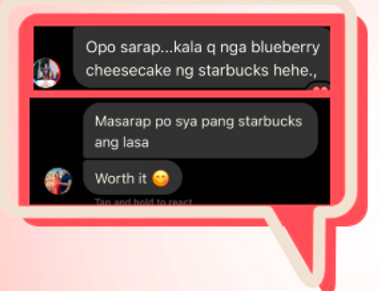 Opo sarap...kala q nga blueberry
cheesecake ng starbucks hehe.,
Masarap po sya pang starbucks
ang lasa
Worth it 😋
Tap and hold to react